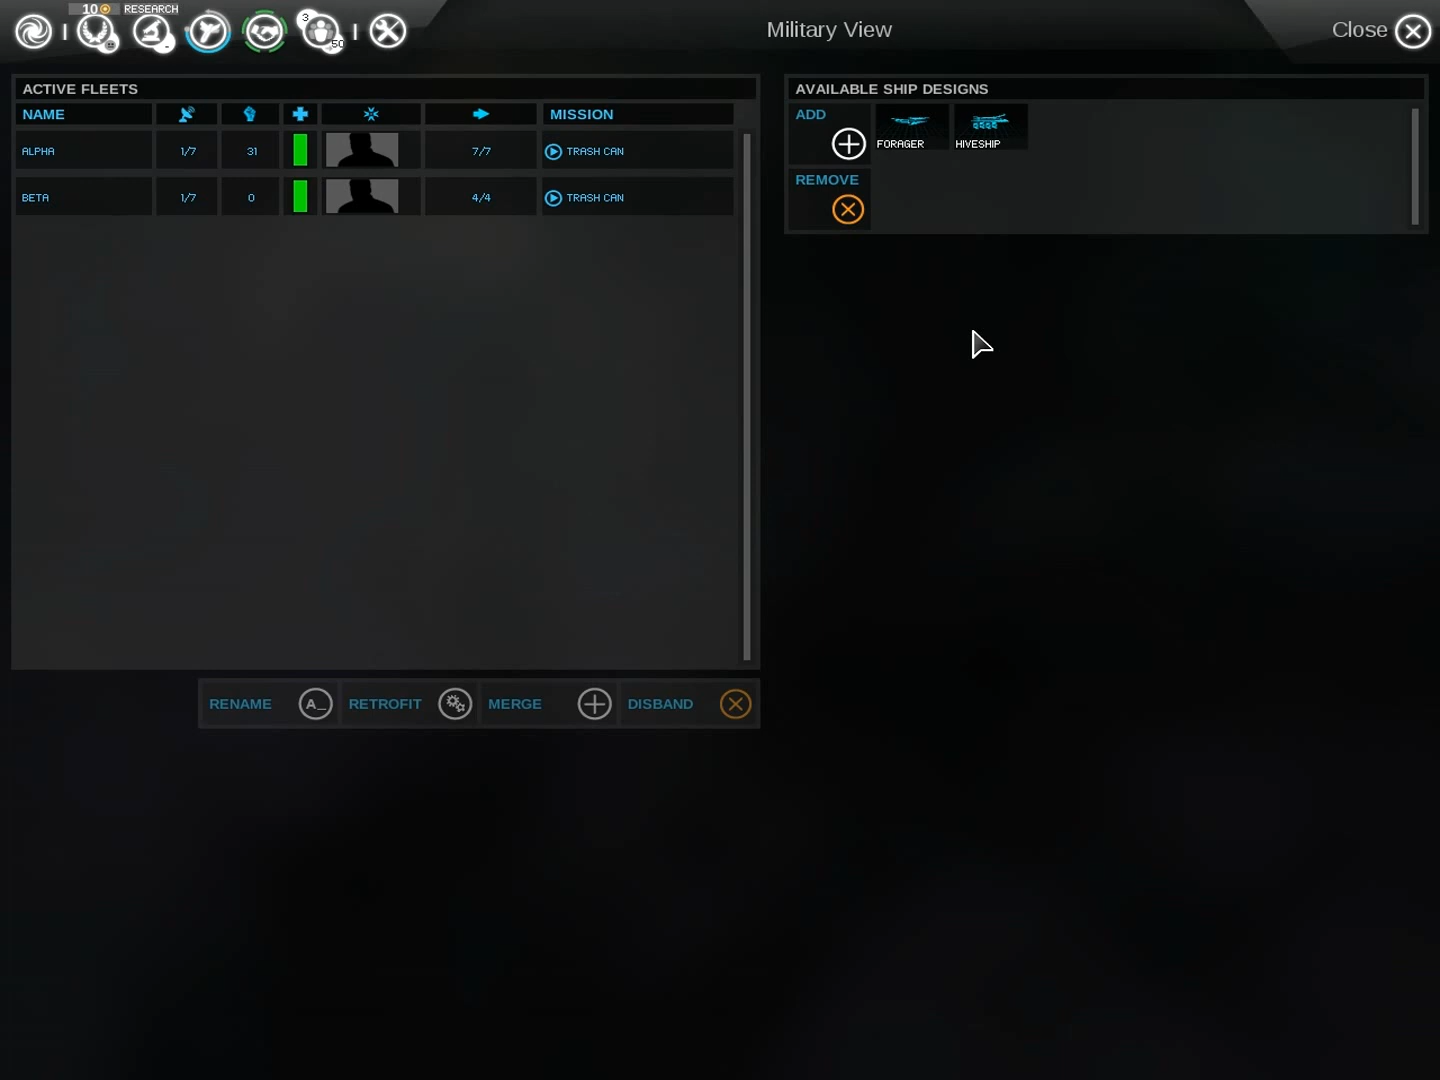 10 RESEARCH
3
50
Military View
Close
ACTIVE FLEETS
NAME MISSION
ALPHA 1/7 31 7/7 TRASH CAN
BETA 1/7 0 4/4 TRASH CAN
RENAME A_ RETROFIT MERGE DISBAND
AVAILABLE SHIP DESIGNS
ADD
FORAGER HIVESHIP
REMOVE